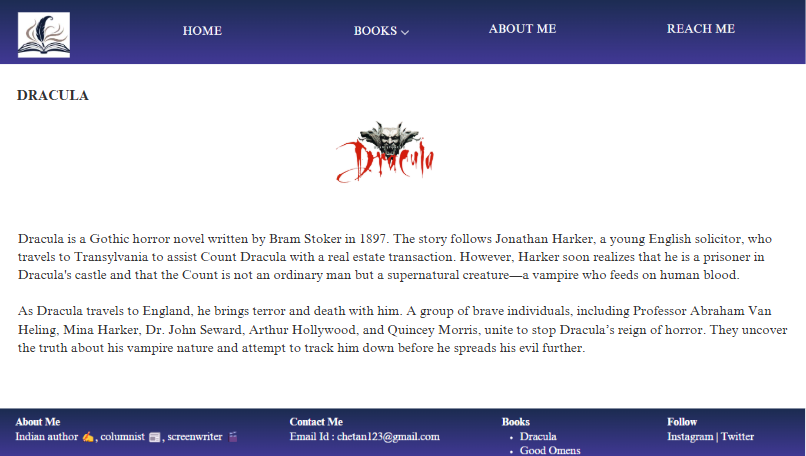 HOME BOOKS ABOUT ME REACH ME
DRACULA
Dracula
Dracula is a Gothic horror novel written by Bram Stoker in 1897. The story follows Jonathan Harker, a young English solicitor, who
travels to Transylvania to assist Count Dracula with a real estate transaction. However, Harker soon realizes that he is a prisoner in
Dracula's castle and that the Count is not an ordinary man but a supernatural creature—a vampire who feeds on human blood.
As Dracula travels to England, he brings terror and death with him. A group of brave individuals, including Professor Abraham Van
Heling, Mina Harker, Dr. John Seward, Arthur Hollywood, and Quincey Morris, unite to stop Dracula’s reign of horror. They uncover
the truth about his vampire nature and attempt to track him down before he spreads his evil further.
About Me
Indian author ✍, columnist 📰, screenwriter 🎬
Contact Me
Email Id : chetan123@gmail.com
Books
• Dracula
• Good Omens
Follow
Instagram | Twitter